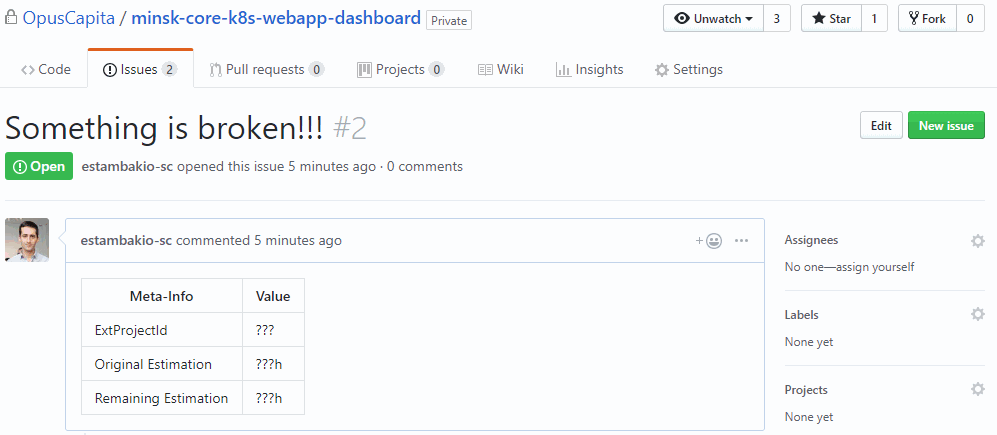 OpusCapita / minsk-core-k8s-webapp-dashboard Private Unwatch 3 Star 1 Fork 0
Code Issues 2 Pull requests 0 Projects 0 Wiki Insights Settings
Something is broken!!! #2 Edit New issue
Open estambakio-sc opened this issue 5 minutes ago · 0 comments
estambakio-sc commented 5 minutes ago
Meta-Info Value
ExtProjectId ???
Original Estimation ???h
Remaining Estimation ???h
Assignees
No one—assign yourself
Labels
None yet
Projects
None yet